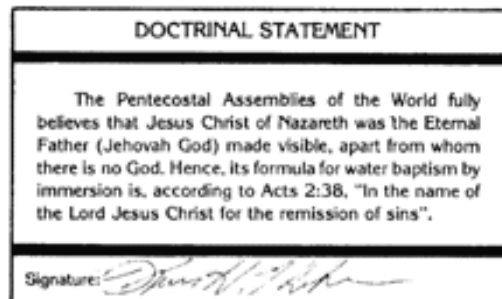 DOCTRINAL STATEMENT
The Pentecostal Assemblies of the World fully
believes that Jesus Christ of Nazareth was the Eternal
Father (Jehovah God) made visible, apart from whom
there is no God. Hence, its formula for water baptism by
immersion is, according to Acts 2:38, "In the name of
the Lord Jesus Christ for the remission of sins".
Signature: